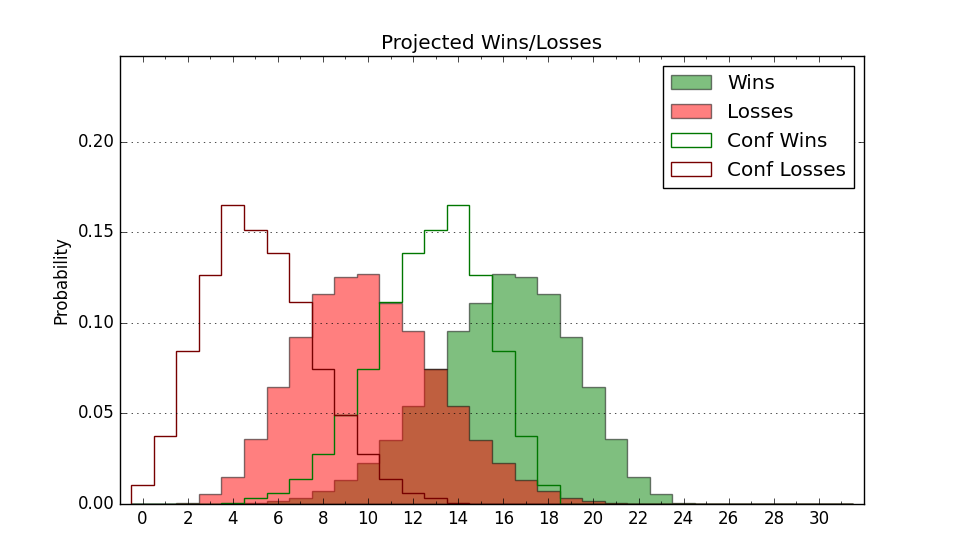 Projected Wins/Losses
Wins
Losses
Conf Wins
Conf Losses
Probability
0.20
0.15
0.10
0.05
0.00
0 2 4 6 8 10 12 14 16 18 20 22 24 26 28 30